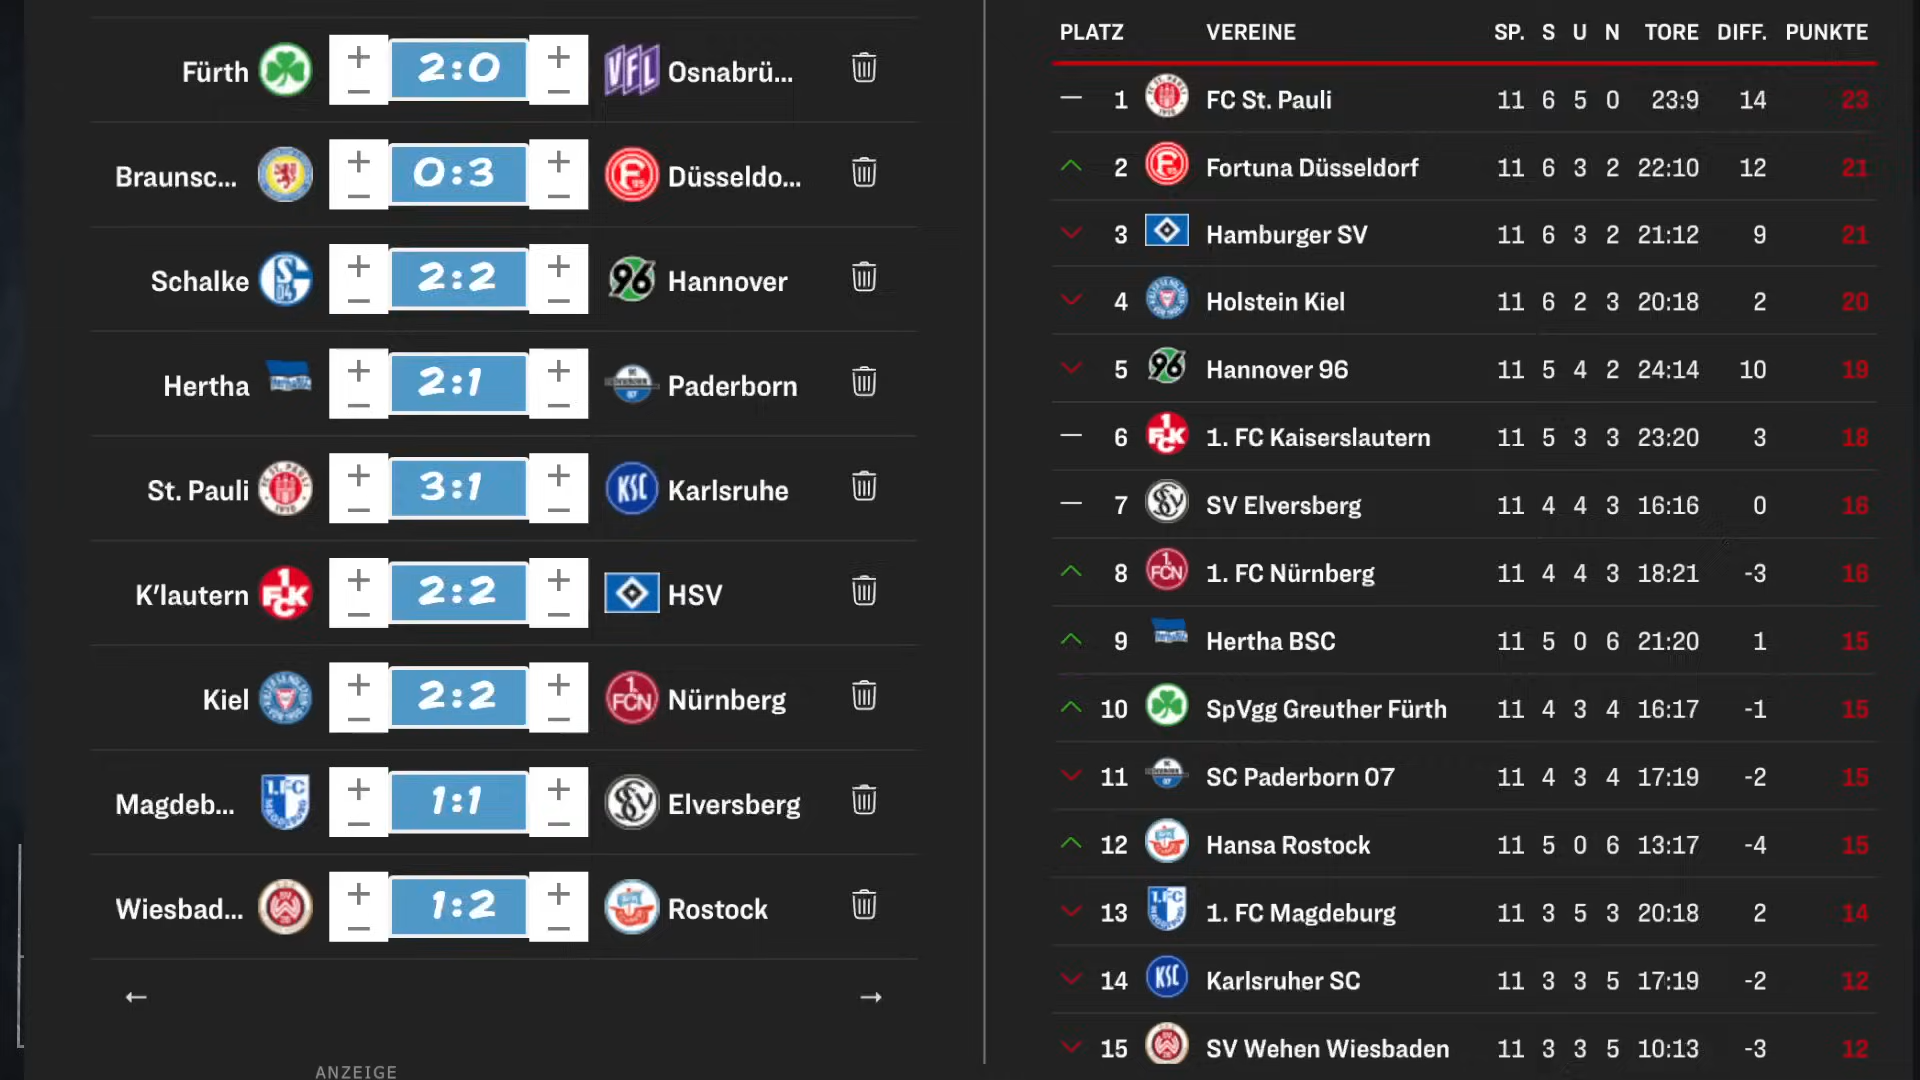 Fürth 2:0 Osnabrü...
Braunsc... 0:3 Düsseldo...
Schalke 2:2 Hannover
Hertha 2:1 Paderborn
St. Pauli 3:1 Karlsruhe
K'lautern 2:2 HSV
Kiel 2:2 Nürnberg
Magdeb... 1:1 Elversberg
Wiesbad... 1:2 Rostock
← →
ANZEIGE
PLATZ VEREINE SP. S U N TORE DIFF. PUNKTE
1 FC St. Pauli 11 6 5 0 23:9 14 23
2 Fortuna Düsseldorf 11 6 3 2 22:10 12 21
3 Hamburger SV 11 6 3 2 21:12 9 21
4 Holstein Kiel 11 6 2 3 20:18 2 20
5 Hannover 96 11 5 4 2 24:14 10 19
6 1. FC Kaiserslautern 11 5 3 3 23:20 3 18
7 SV Elversberg 11 4 4 3 16:16 0 16
8 1. FC Nürnberg 11 4 4 3 18:21 -3 16
9 Hertha BSC 11 5 0 6 21:20 1 15
10 SpVgg Greuther Fürth 11 4 3 4 16:17 -1 15
11 SC Paderborn 07 11 4 3 4 17:19 -2 15
12 Hansa Rostock 11 5 0 6 13:17 -4 15
13 1. FC Magdeburg 11 3 5 3 20:18 2 14
14 Karlsruher SC 11 3 3 5 17:19 -2 12
15 SV Wehen Wiesbaden 11 3 3 5 10:13 -3 12